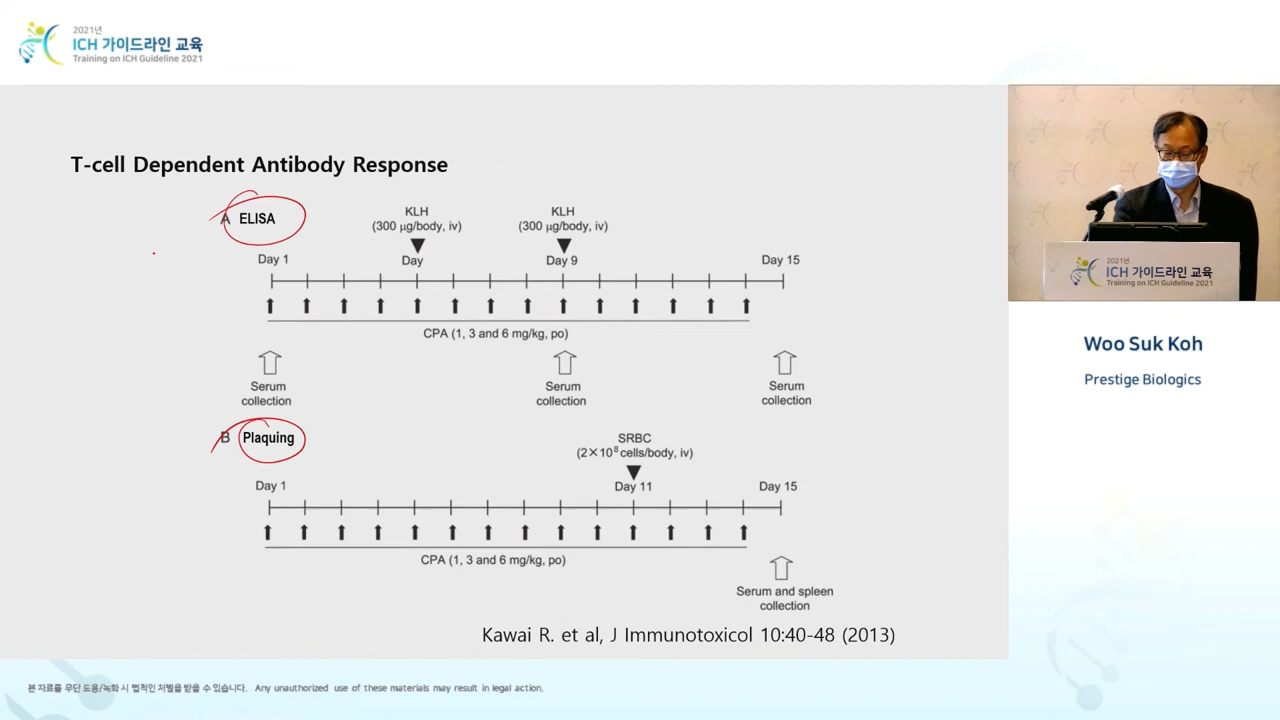 2021년
ICH 가이드라인 교육
Training on ICH Guideline 2021
T-cell Dependent Antibody Response
A ELISA
KLH
(300 µg/body, iv)
KLH
(300 µg/body, iv)
Day 1
Day
Day 9
Day 15
CPA (1, 3 and 6 mg/kg, po)
Serum
collection
Serum
collection
Serum
collection
B Plaquing
SRBC
(2×10⁸ cells/body, iv)
Day 1
Day 11
Day 15
CPA (1, 3 and 6 mg/kg, po)
Serum and spleen
collection
Kawai R. et al, J Immunotoxicol 10:40-48 (2013)
2021년
ICH 가이드라인 교육
Training on ICH Guideline 2021
Woo Suk Koh
Prestige Biologics
본 자료를 무단 도용/녹화 시 법적인 처벌을 받을 수 있습니다. Any unauthorized use of these materials may result in legal action.